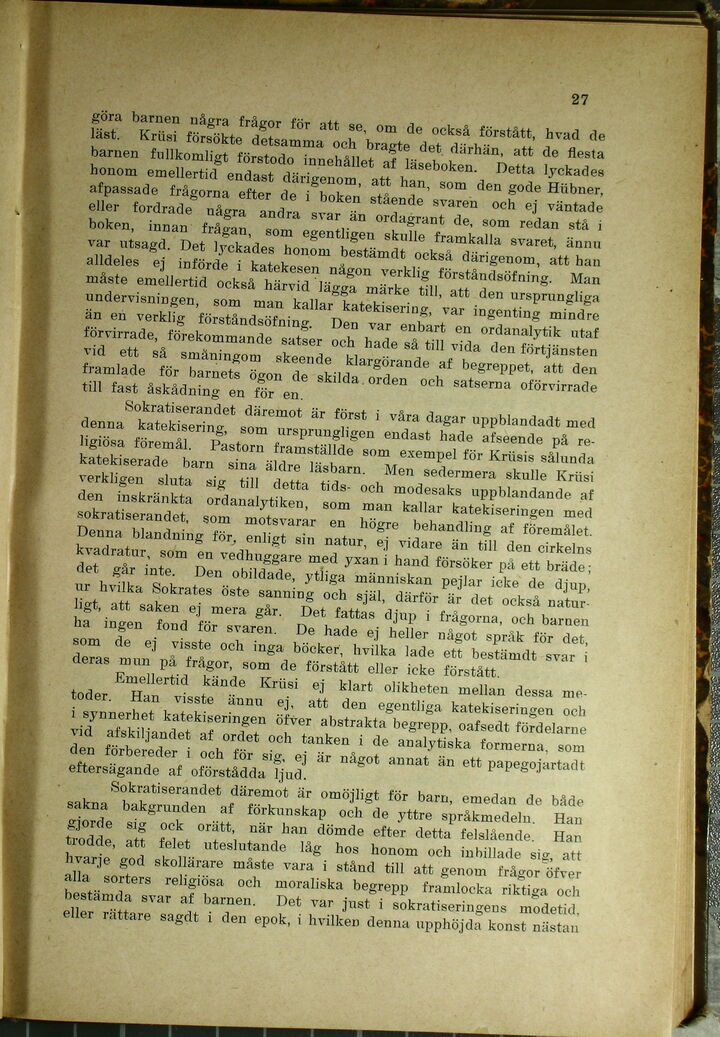 27
göra barnen några frågor för att se, om de också förstått, hvad de
läst. Krüsi försökte detsamma och bragte det därhän, att de flesta
barnen fullkomligt förstodo innehållet af läseboken. Detta lyckades
honom emellertid endast därigenom, att han, som den gode Hübner,
afpassade frågorna efter de i boken stående svaren och ej väntade
eller fordrade några andra svar än ordagrant de, som redan stå i
boken, innan frågan, som egentligen skulle framkalla svaret, ännu
var utsagd. Det lyckades honom bestämdt också därigenom, att han
alldeles ej införde i katekesen någon verklig förståndsöfning. Man
måste emellertid också härvid lägga märke till, att den ursprungliga
undervisningen, som man kallar katekisering, var ingenting mindre
än en verklig förståndsöfning. Den var enbart en ordanalytik utaf
förvirrade, förekommande satser och hade så till vida den förtjänsten
vid ett så småningom skeende klargörande af begreppet, att den
framlade för barnets ögon de skilda orden och satserna oförvirrade
till fast åskådning en för en.
Sokratiserandet däremot är först i våra dagar uppblandadt med
denna katekisering, som ursprungligen endast hade afseende på re-
ligiösa föremål. Pastorn framställde som exempel för Krüsis sålunda
katekiserade barn sina äldre läsbarn. Men sedermera skulle Krüsi
verkligen sluta sig till detta tids- och modesaks uppblandande af
den inskränkta ordanalytiken, som man kallar katekiseringen med
sokratiserandet, som motsvarar en högre behandling af föremålet.
Denna blandning för, enligt sin natur, ej vidare än till den cirkelns
kvadratur, som en vedhuggare med yxan i hand försöker på ett bräde;
det går inte. Den obildade, ytliga människan pejlar icke de djup,
ur hvilka Sokrates öste sanning och själ, därför är det också natur-
ligt, att saken ej mera går. Det fattas djup i frågorna, och barnen
ha ingen fond för svaren. De hade ej heller något språk för det,
som de ej visste och inga böcker, hvilka lade ett bestämdt svar i
deras mun på frågor, som de förstått eller icke förstått.
Emellertid kände Krüsi ej klart olikheten mellan dessa me-
toder. Han visste ännu ej, att den egentliga katekiseringen och
i synnerhet katekiseringen öfver abstrakta begrepp, oafsedt fördelarne
vid afskiljandet af ordet och tanken i de analytiska formerna, som
den förbereder i och för sig, ej är något annat än ett papegojartadt
eftersägande af oförstådda ljud.
Sokratiserandet däremot är omöjligt för barn, emedan de både
sakna bakgrunden af förkunskap och de yttre språkmedeln. Han
gjorde sig ock orätt, när han dömde efter detta felslående. Han
trodde, att felet uteslutande låg hos honom och inbillade sig, att
hvarje god skollärare måste vara i stånd till att genom frågor öfver
alla sorters religiösa och moraliska begrepp framlocka riktiga och
bestämda svar af barnen. Det var just i sokratiseringens modetid,
eller rättare sagdt i den epok, i hvilken denna upphöjda konst nästan